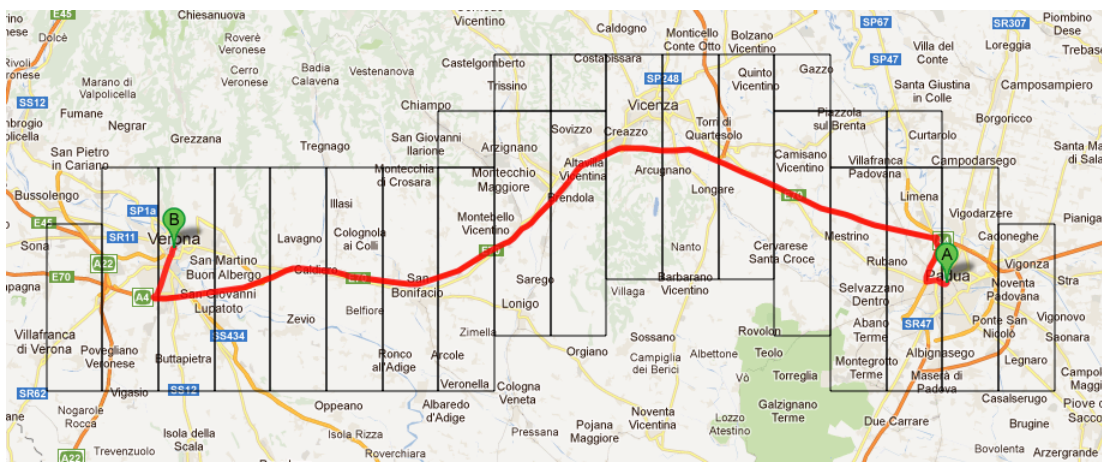 E45
Chiesanuova
Vicentino
Caldogno
Monticello
Conte Otto
Bolzano
Vicentino
SP67
SR307
Piombino
Dese
Dolcè
Roverè
Veronese
Villa del
Conte
Loreggia
Trebase
Rivoli
Veronese
Cerro
Veronese
Badia
Calavena
Vestenanova
Castelgomberto
Costabissara
SP248
Quinto
Vicentino
Gazzo
SP47
Santa Giustina
in Colle
Camposampiero
Marano di
Valpolicella
SS12
Trissino
Fumane
Chiampo
Vicenza
Piazzola
sul Brenta
Borgoricco
Negrar
Grezzana
Tregnago
San Giovanni
Ilarione
Arzignano
Sovizzo
Creazzo
Torri di
Quartesolo
Curtarolo
Santa Ma
di Sala
San Pietro
in Cariano
Montecchia
di Crosara
Montecchio
Maggiore
Altavilla
Vicentina
Arcugnano
Camisano
Vicentino
Villafranca
Padovana
Campodarsego
Bussolengo
SP1a
B
Illasi
Brendola
Longare
E70
Limena
Vigodarzere
Pianiga
E45
SR11
Verona
Lavagno
Colognola
ai Colli
Montebello
Vicentino
Nanto
Cervarese
Santa Croce
Mestrino
Cadoneghe
Sona
A22
San Martino
Buon Albergo
Caldiero
San
Bonifacio
Sarego
Barbarano
Vicentino
Rubano
A
Padua
Vigonza
Stra
E70
A4
San Giovanni
Lupatoto
Belfiore
Lonigo
Villaga
Selvazzano
Dentro
Noventa
Padovana
Villafranca
di Verona
SS434
Zevio
Zimella
Sossano
Rovolon
SR47
Abano
Terme
Ponte San
Nicolò
Vigonovo
Saonara
Povegliano
Veronese
Buttapietra
Ronco
all'Adige
Arcole
Orgiano
Campiglia
dei Berici
Albettone
Teolo
Montegrotto
Terme
Albignasego
Legnaro
SR62
Vigasio
SS12
Veronella
Cologna
Veneta
Vò
Torreglia
Maserà di
Padova
Casalserugo
Campol
Mag
Nogarole
Rocca
Oppeano
Albaredo
d'Adige
Noventa
Vicentina
Galzignano
Terme
Due Carrare
Piove di
Sacco
Isola della
Scala
Isola Rizza
Pressana
Pojana
Maggiore
Lozzo
Atestino
Brugine
A22
Trevenzuolo
Roverchiara
Bovolenta
Arzergrande